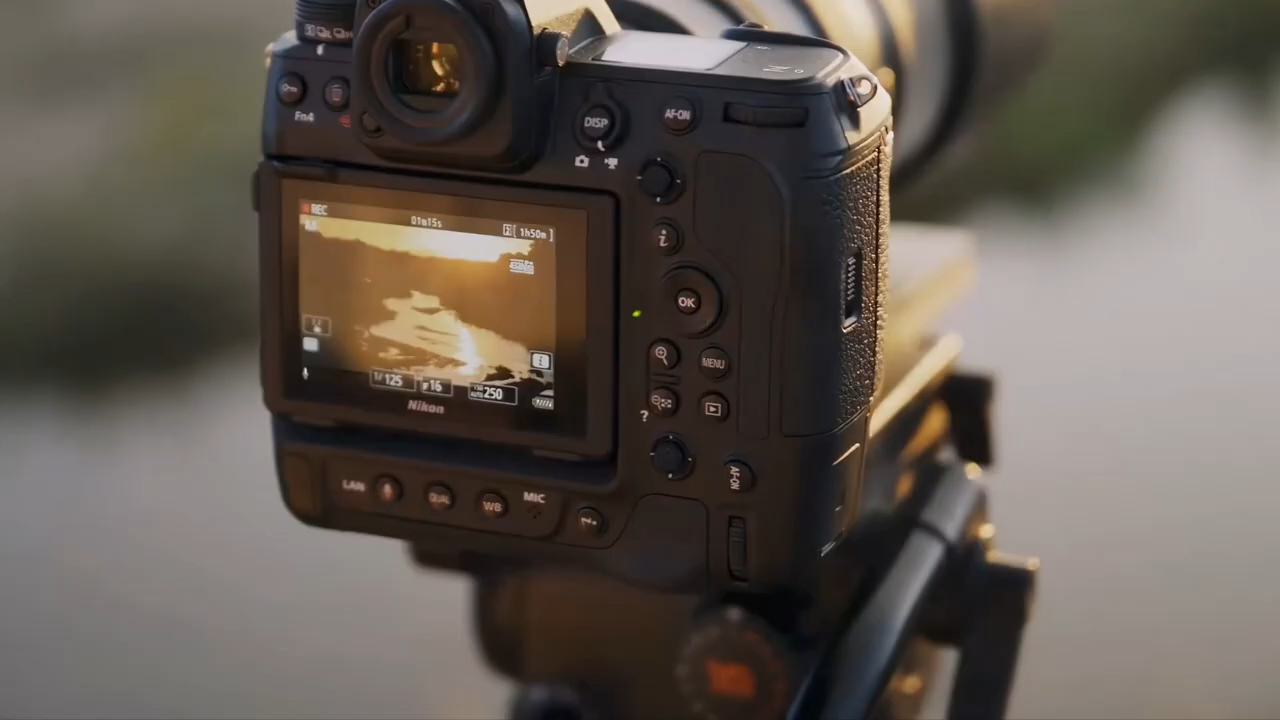 Fn4
DISP
AF-ON
REC
01m15s
[1h50m]
i
OK
MENU
1/125
F16
AUTO 250
Nikon
?
AF-ON
LAN
QUAL
WB
MIC